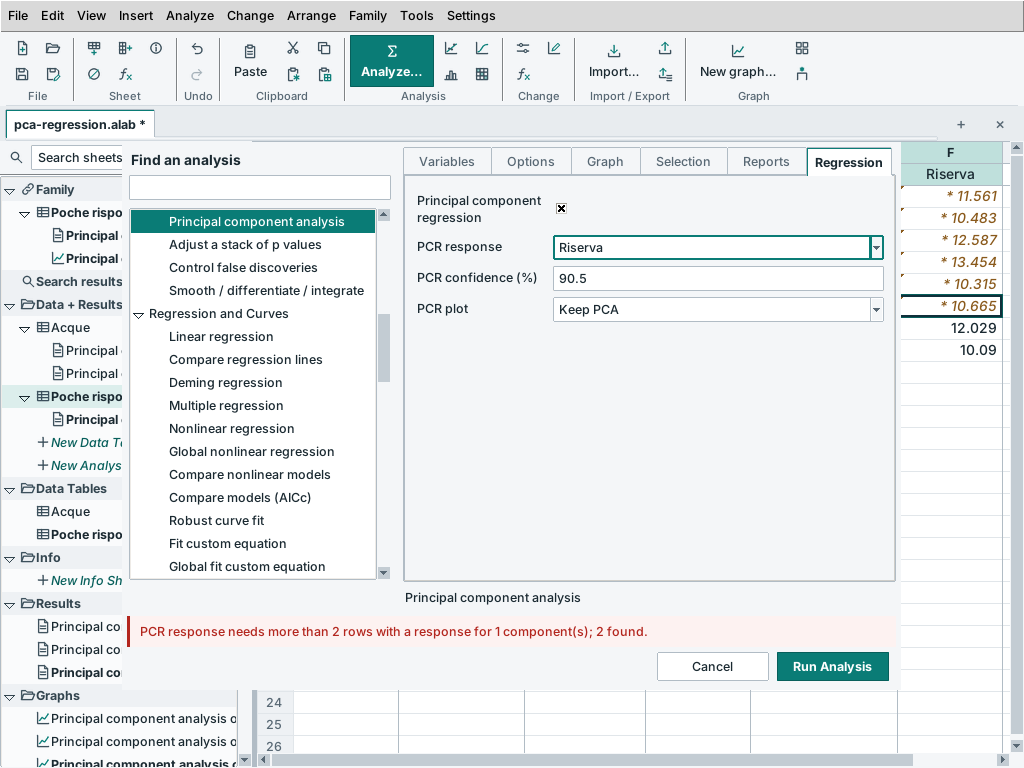 File Edit View Insert Analyze Change Arrange Family Tools Settings
Paste
Σ
Analyze...
Import...
New graph...
File Sheet Undo Clipboard Analysis Change Import / Export Graph
pca-regression.alab *
Search sheets
Family
Poche rispo
Principal
Principal
Search results
Data + Results
Acque
Principal
Principal
Poche rispo
Principal
New Data T
New Analys
Data Tables
Acque
Poche rispo
Info
New Info Sh
Results
Principal co
Principal co
Principal co
Graphs
Principal component analysis o
Principal component analysis o
Principal component analysis o
Find an analysis
Principal component analysis
Adjust a stack of p values
Control false discoveries
Smooth / differentiate / integrate
Regression and Curves
Linear regression
Compare regression lines
Deming regression
Multiple regression
Nonlinear regression
Global nonlinear regression
Compare nonlinear models
Compare models (AICc)
Robust curve fit
Fit custom equation
Global fit custom equation
Variables Options Graph Selection Reports Regression
Principal component regression
PCR response Riserva
PCR confidence (%) 90.5
PCR plot Keep PCA
Principal component analysis
PCR response needs more than 2 rows with a response for 1 component(s); 2 found.
Cancel Run Analysis
F
Riserva
* 11.561
* 10.483
* 12.587
* 13.454
* 10.315
* 10.665
12.029
10.09
24
25
26